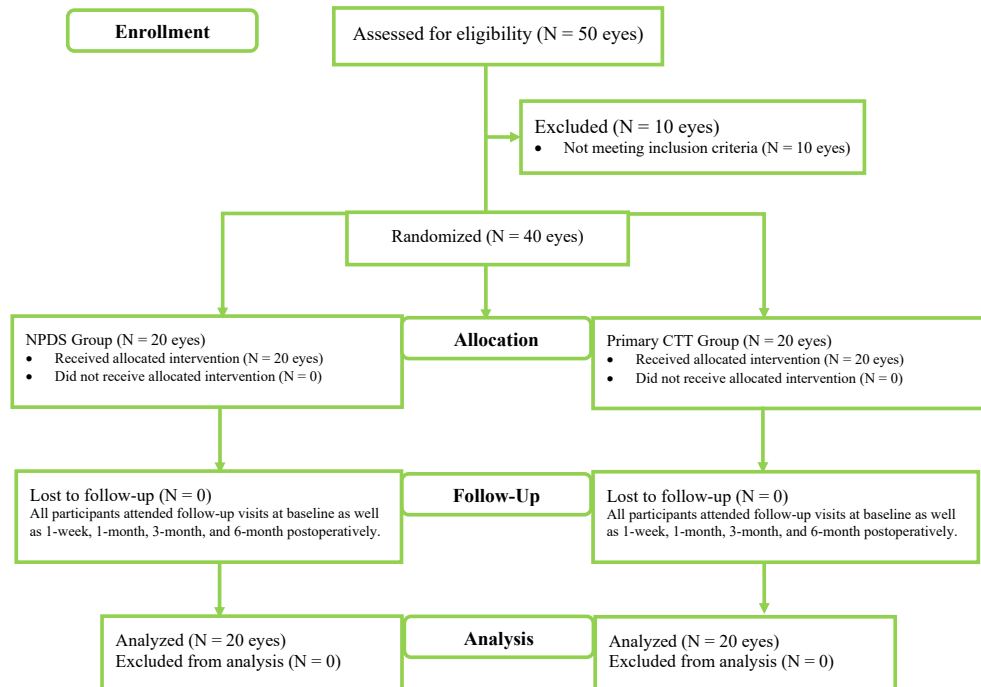 Enrollment
Assessed for eligibility (N = 50 eyes)
Excluded (N = 10 eyes)
• Not meeting inclusion criteria (N = 10 eyes)
Randomized (N = 40 eyes)
NPDS Group (N = 20 eyes)
• Received allocated intervention (N = 20 eyes)
• Did not receive allocated intervention (N = 0)
Allocation
Primary CTT Group (N = 20 eyes)
• Received allocated intervention (N = 20 eyes)
• Did not receive allocated intervention (N = 0)
Lost to follow-up (N = 0)
All participants attended follow-up visits at baseline as well
as 1-week, 1-month, 3-month, and 6-month postoperatively.
Follow-Up
Lost to follow-up (N = 0)
All participants attended follow-up visits at baseline as well
as 1-week, 1-month, 3-month, and 6-month postoperatively.
Analyzed (N = 20 eyes)
Excluded from analysis (N = 0)
Analysis
Analyzed (N = 20 eyes)
Excluded from analysis (N = 0)